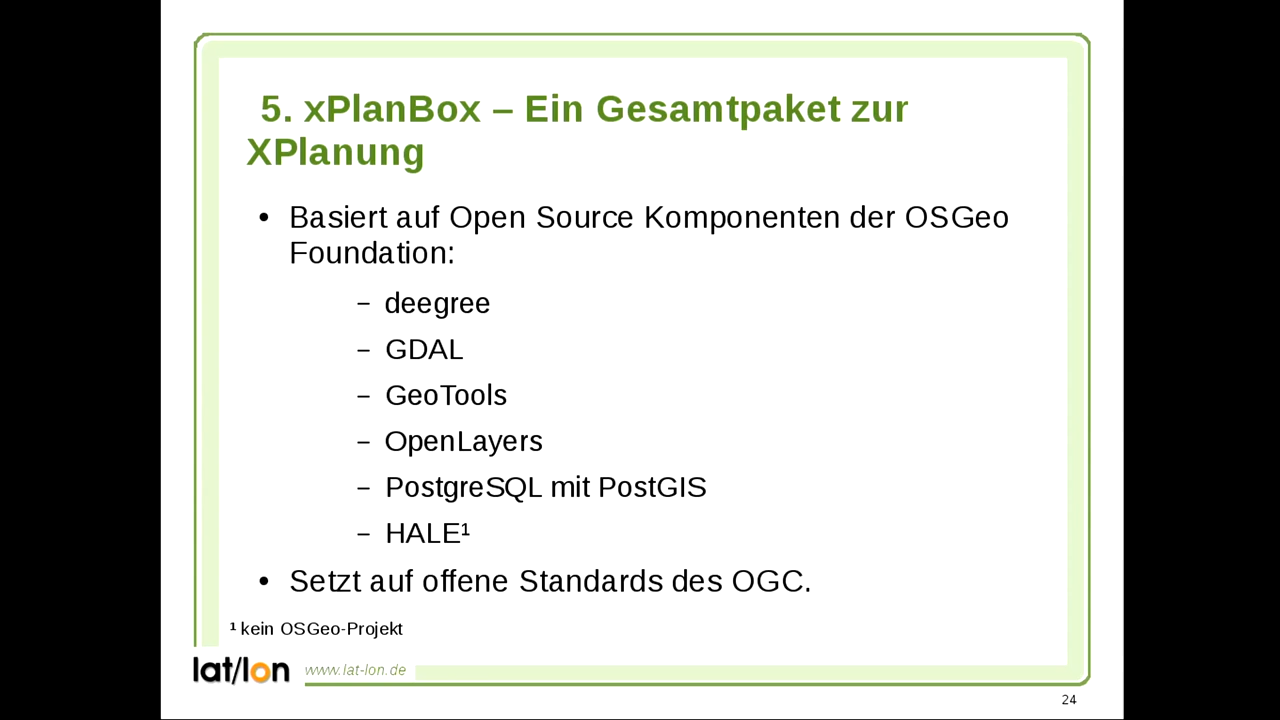 5. xPlanBox – Ein Gesamtpaket zur
XPlanung
• Basiert auf Open Source Komponenten der OSGeo
Foundation:
– deegree
– GDAL
– GeoTools
– OpenLayers
– PostgreSQL mit PostGIS
– HALE¹
• Setzt auf offene Standards des OGC.
¹ kein OSGeo-Projekt
lat/lon www.lat-lon.de
24